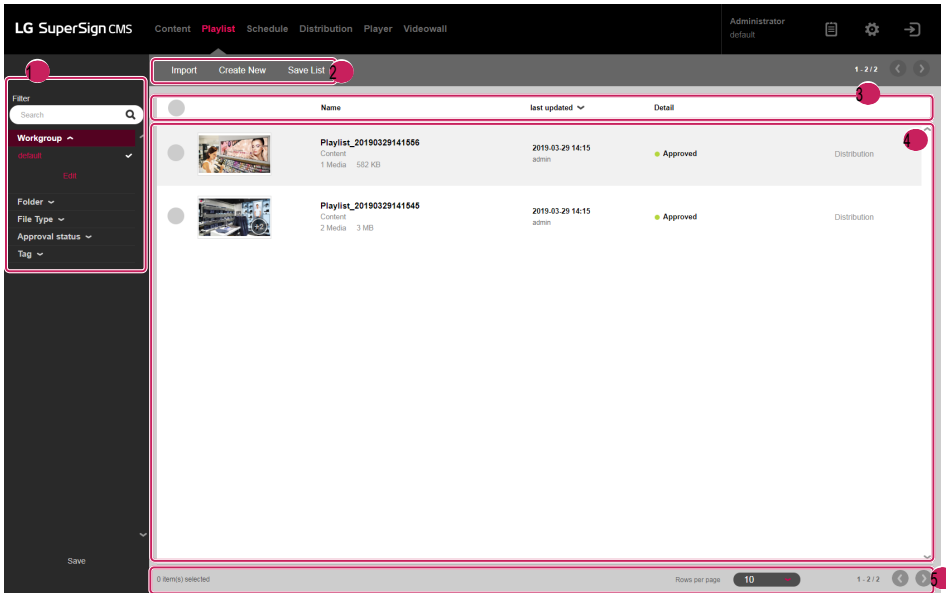 LG SuperSign CMS
Content Playlist Schedule Distribution Player Videowall
Administrator
default
1
Import Create New Save List
2
1 - 2 / 2
3
Filter
Search
Name last updated Detail
Workgroup
default
Edit
Folder
File Type
Approval status
Tag
4
Playlist_20190329141556
Content
1 Media 582 KB
2019-03-29 14:15
admin
Approved
Distribution
Playlist_20190329141545
Content
2 Media 3 MB
+2
2019-03-29 14:15
admin
Approved
Distribution
Save
0 item(s) selected
Rows per page 10
1 - 2 / 2
5